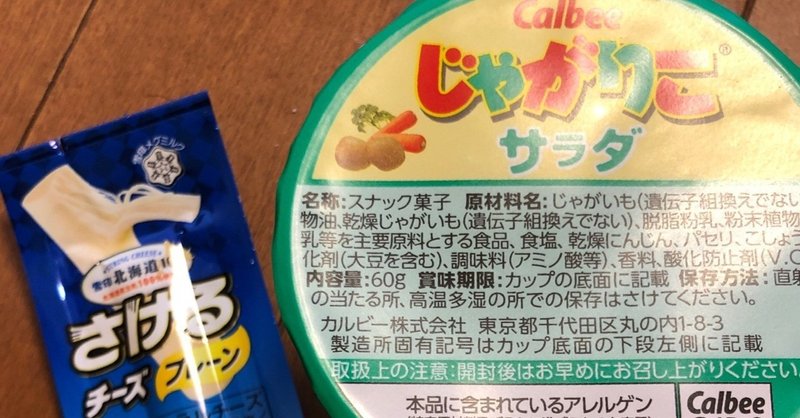 雪印メグミルク
STRING CHEESE
雪印北海道100
さける
チーズ
プレーン
Calbee
じゃがりこ®
サラダ
名称:スナック菓子 原材料名:じゃがいも(遺伝子組換えでない
物油、乾燥じゃがいも(遺伝子組換えでない)、脱脂粉乳、粉末植物
乳等を主要原料とする食品、食塩、乾燥にんじん、パセリ、こしょう
化剤(大豆を含む)、調味料(アミノ酸等)、香料、酸化防止剤(V.C
内容量:60g 賞味期限:カップの底面に記載 保存方法:直射
の当たる所、高温多湿の所での保存はさけてください。
カルビー株式会社 東京都千代田区丸の内1-8-3
製造所固有記号はカップ底面の下段左側に記載
取扱上の注意:開封後はお早めにお召し上がりください。
本品に含まれているアレルゲン
Calbee